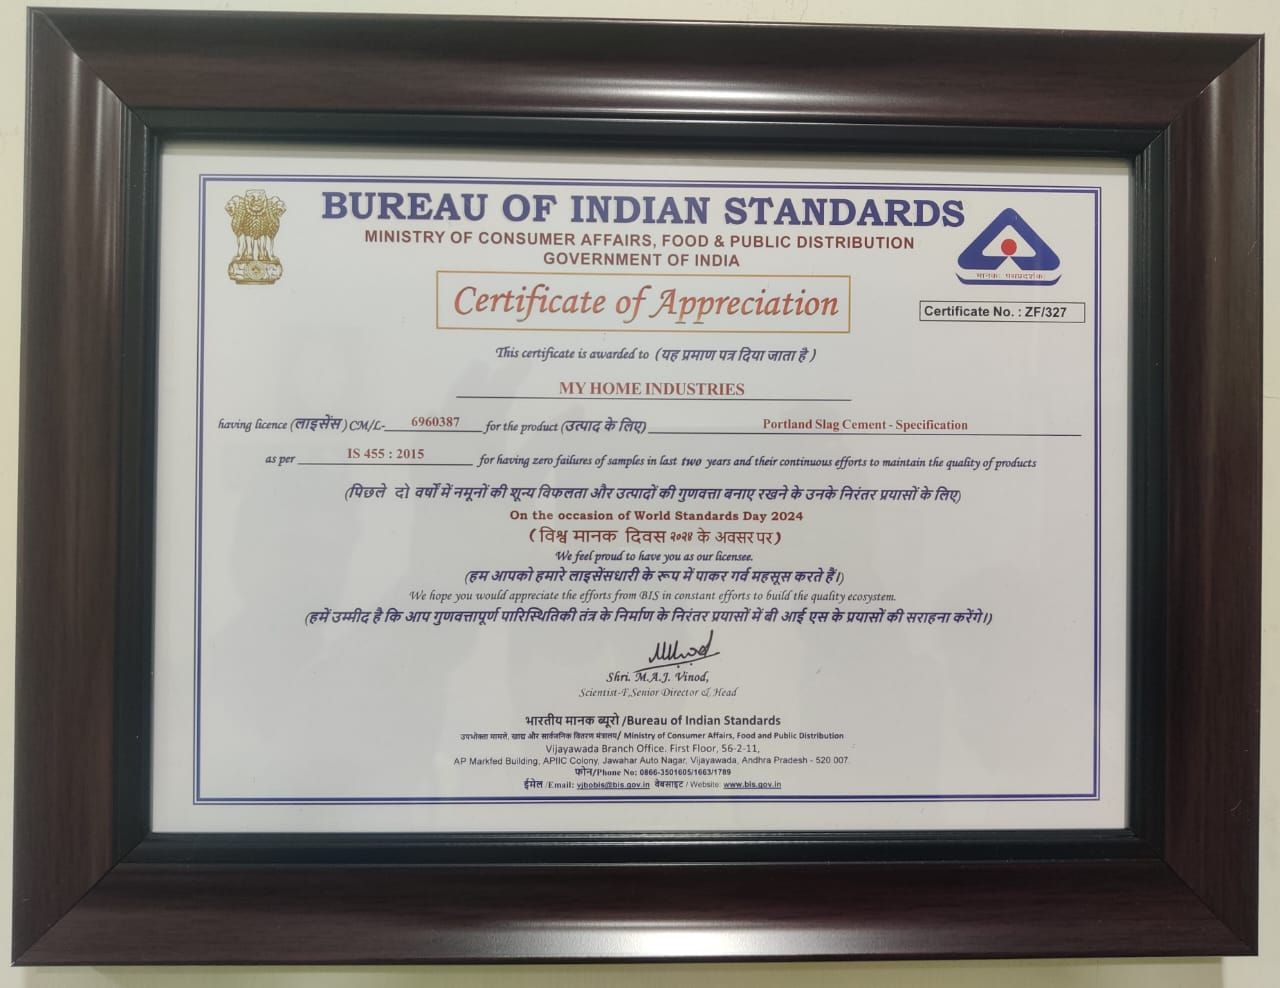 BUREAU OF INDIAN STANDARDS
MINISTRY OF CONSUMER AFFAIRS, FOOD & PUBLIC DISTRIBUTION
GOVERNMENT OF INDIA
मानकः पथप्रदर्शकः
Certificate of Appreciation
Certificate No. : ZF/327
This certificate is awarded to (यह प्रमाण पत्र दिया जाता है )
MY HOME INDUSTRIES
having licence (लाइसेंस) CM/L- 6960387 for the product (उत्पाद के लिए) Portland Slag Cement - Specification
as per IS 455 : 2015 for having zero failures of samples in last two years and their continuous efforts to maintain the quality of products
(पिछले दो वर्षों में नमूनों की शून्य विफलता और उत्पादों की गुणवत्ता बनाए रखने के उनके निरंतर प्रयासों के लिए)
On the occasion of World Standards Day 2024
( विश्व मानक दिवस २०२४ के अवसर पर )
We feel proud to have you as our licensee.
(हम आपको हमारे लाइसेंसधारी के रूप में पाकर गर्व महसूस करते हैं।)
We hope you would appreciate the efforts from BIS in constant efforts to build the quality ecosystem.
(हमें उम्मीद है कि आप गुणवत्तापूर्ण पारिस्थितिकी तंत्र के निर्माण के निरंतर प्रयासों में बी आई एस के प्रयासों की सराहना करेंगे।)
Shri. M.A.J. Vinod,
Scientist-F, Senior Director & Head
भारतीय मानक ब्यूरो /Bureau of Indian Standards
उपभोक्ता मामले, खाद्य और सार्वजनिक वितरण मंत्रालय/ Ministry of Consumer Affairs, Food and Public Distribution
Vijayawada Branch Office. First Floor, 56-2-11,
AP Markfed Building, APIIC Colony, Jawahar Auto Nagar, Vijayawada, Andhra Pradesh - 520 007.
फोन/Phone No: 0866-3501605/1663/1789
ईमेल /Email: vjbobis@bis.gov.in वेबसाइट / Website: www.bis.gov.in